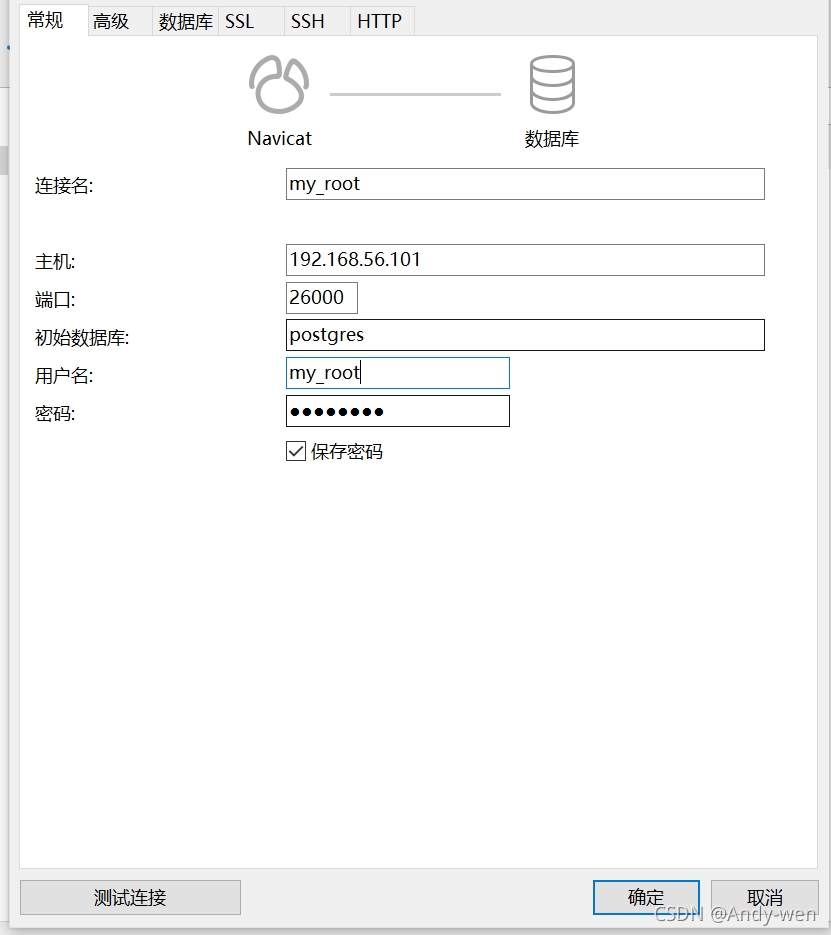 常规 高级 数据库 SSL SSH HTTP
Navicat 数据库
连接名: my_root
主机: 192.168.56.101
端口: 26000
初始数据库: postgres
用户名: my_root
密码: ●●●●●●●●
保存密码
测试连接 确定 取消
CSDN @Andy-wen